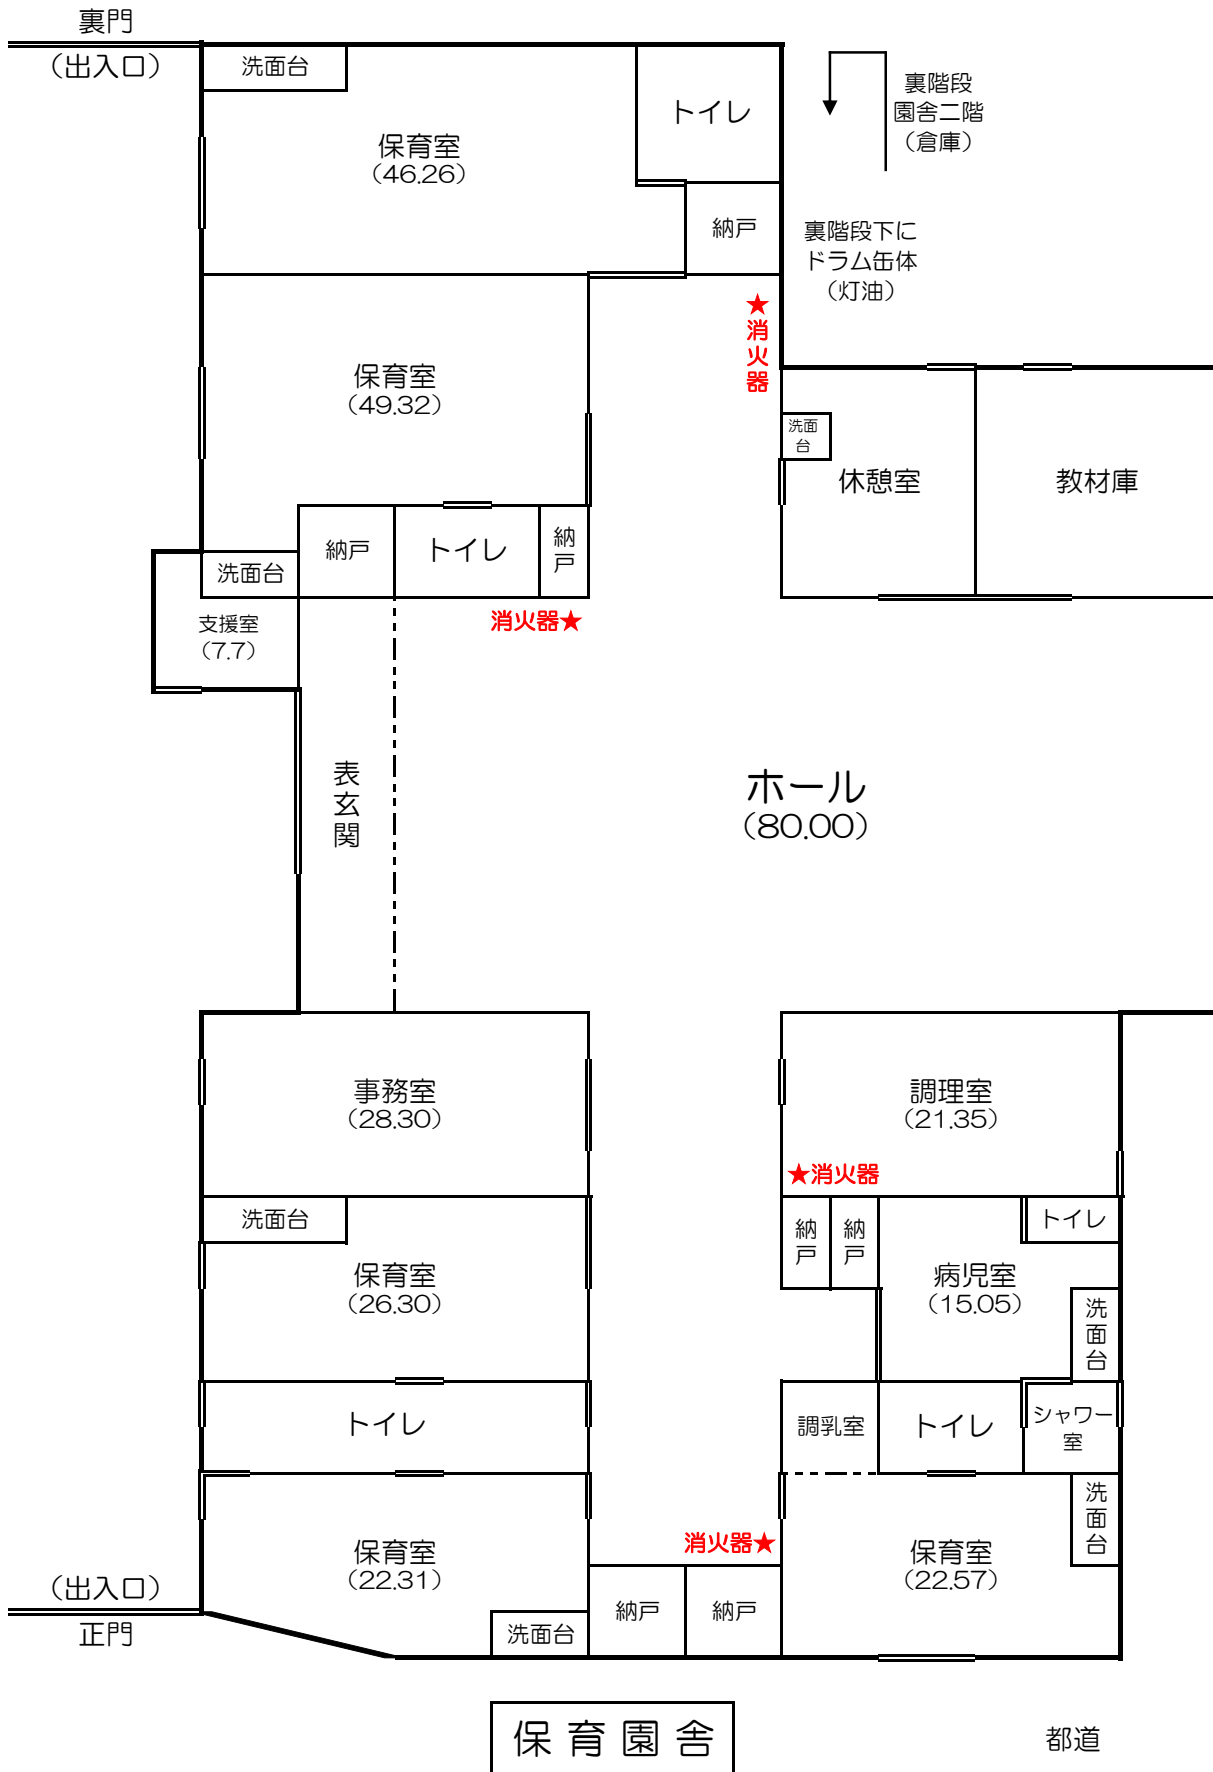 裏門
（出入口）
洗面台
トイレ
保育室
（46.26）
納戸
裏階段
園舎二階
（倉庫）
裏階段下に
ドラム缶体
（灯油）
★消火器
保育室
（49.32）
洗面
台
休憩室
教材庫
納戸
トイレ
納戸
洗面台
消火器★
支援室
（7.7）
表玄関
ホール
（80.00）
事務室
（28.30）
調理室
（21.35）
★消火器
洗面台
保育室
（26.30）
納戸
納戸
トイレ
病児室
（15.05）
洗面台
トイレ
調乳室
トイレ
シャワー
室
保育室
（22.31）
洗面台
消火器★
納戸
納戸
保育室
（22.57）
洗面台
（出入口）
正門
保育園舎
都道